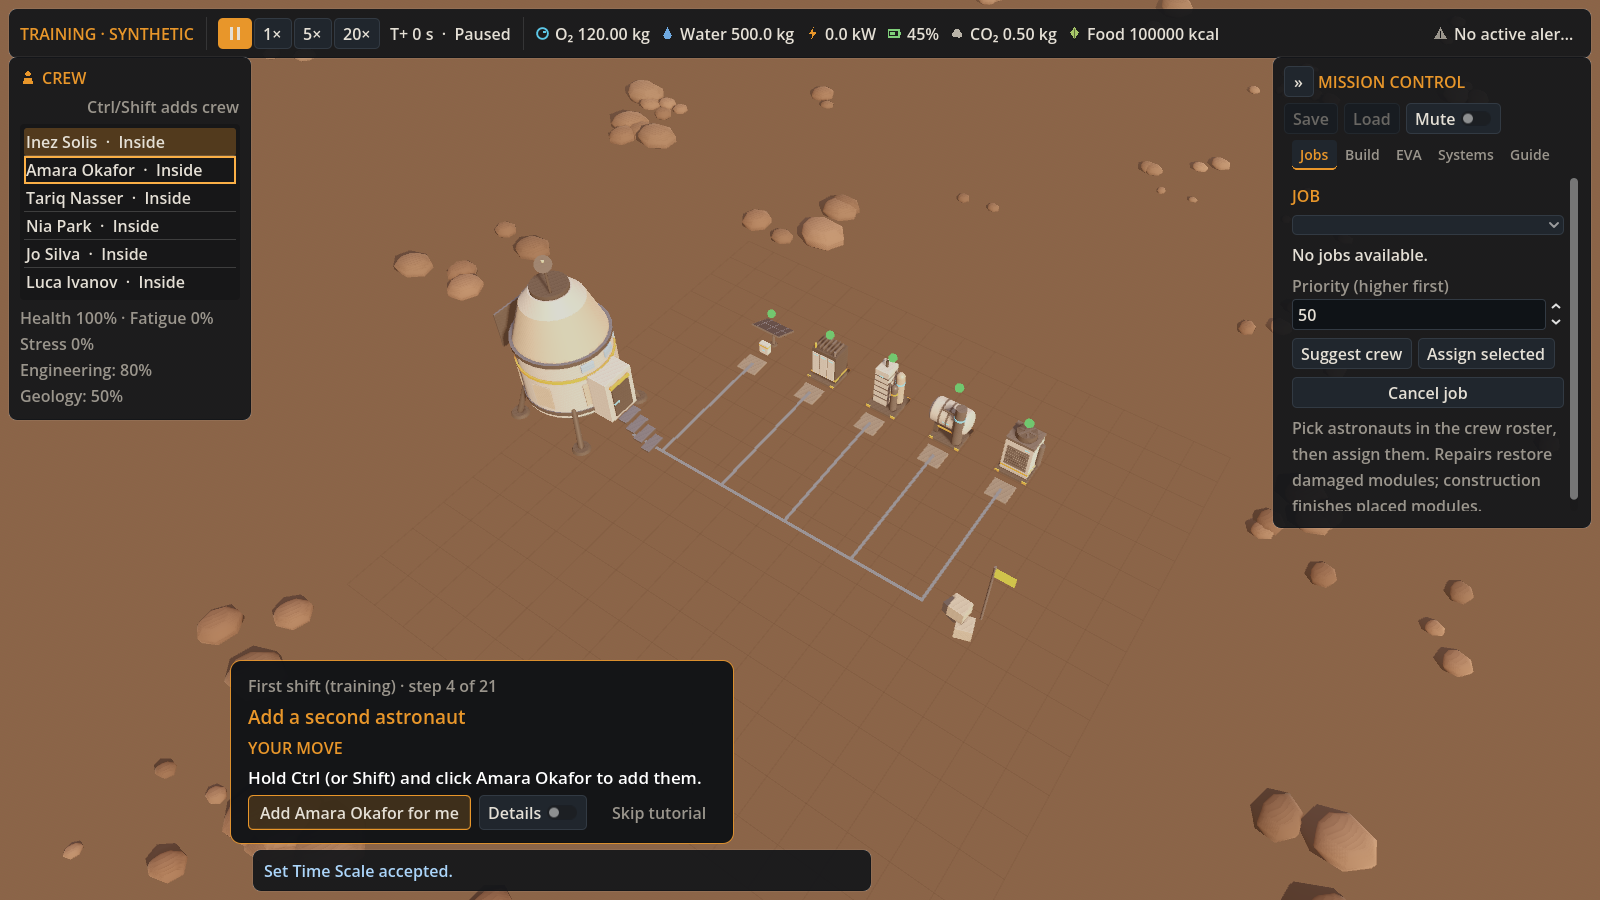 TRAINING · SYNTHETIC
1× 5× 20× T+ 0 s · Paused
O₂ 120.00 kg Water 500.0 kg 0.0 kW 45% CO₂ 0.50 kg Food 100000 kcal
No active aler...
CREW
Ctrl/Shift adds crew
Inez Solis · Inside
Amara Okafor · Inside
Tariq Nasser · Inside
Nia Park · Inside
Jo Silva · Inside
Luca Ivanov · Inside
Health 100% · Fatigue 0%
Stress 0%
Engineering: 80%
Geology: 50%
» MISSION CONTROL
Save Load Mute
Jobs Build EVA Systems Guide
JOB
No jobs available.
Priority (higher first)
50
Suggest crew Assign selected
Cancel job
Pick astronauts in the crew roster,
then assign them. Repairs restore
damaged modules; construction
finishes placed modules.
First shift (training) · step 4 of 21
Add a second astronaut
YOUR MOVE
Hold Ctrl (or Shift) and click Amara Okafor to add them.
Add Amara Okafor for me Details Skip tutorial
Set Time Scale accepted.